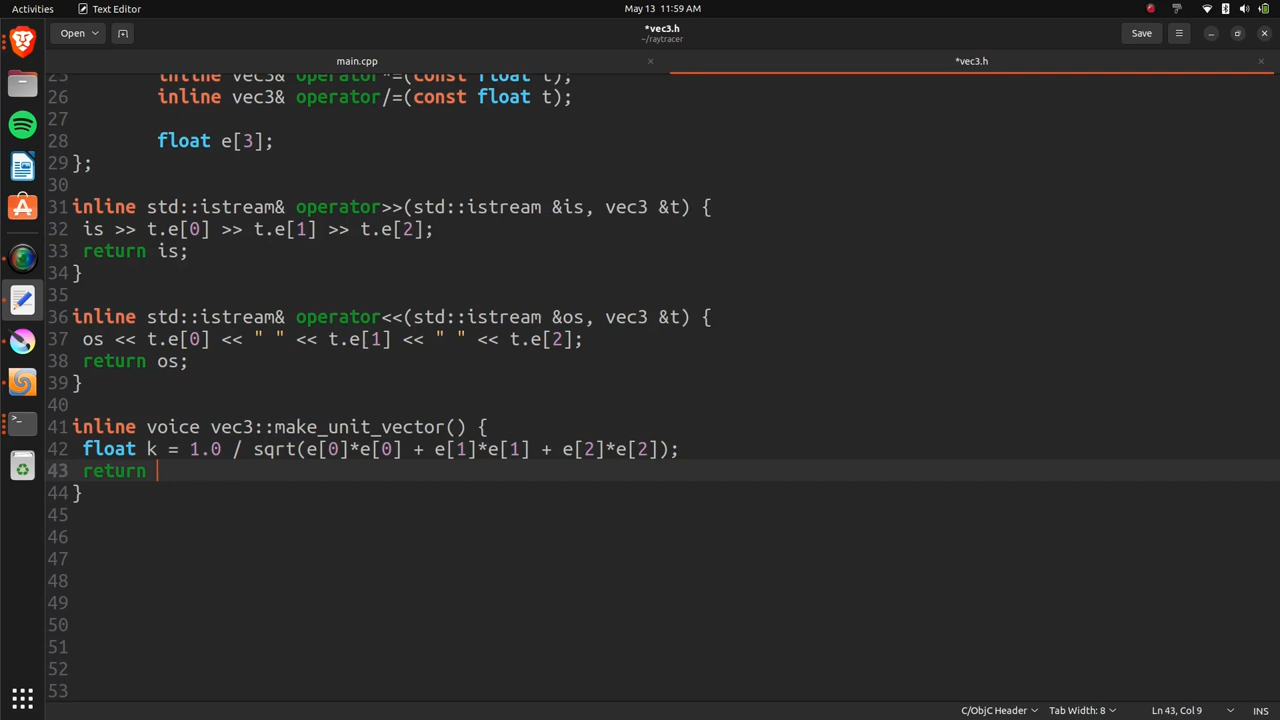 Activities Text Editor May 13 11:59 AM
Open *vec3.h Save
~/raytracer
main.cpp *vec3.h
25 inline vec3& operator*=(const float t);
26 inline vec3& operator/=(const float t);
27
28 float e[3];
29 };
30
31 inline std::istream& operator>>(std::istream &is, vec3 &t) {
32 is >> t.e[0] >> t.e[1] >> t.e[2];
33 return is;
34 }
35
36 inline std::istream& operator<<(std::istream &os, vec3 &t) {
37 os << t.e[0] << " " << t.e[1] << " " << t.e[2];
38 return os;
39 }
40
41 inline voice vec3::make_unit_vector() {
42 float k = 1.0 / sqrt(e[0]*e[0] + e[1]*e[1] + e[2]*e[2]);
43 return
44 }
45
46
47
48
49
50
51
52
53
C/ObjC Header Tab Width: 8 Ln 43, Col 9 INS